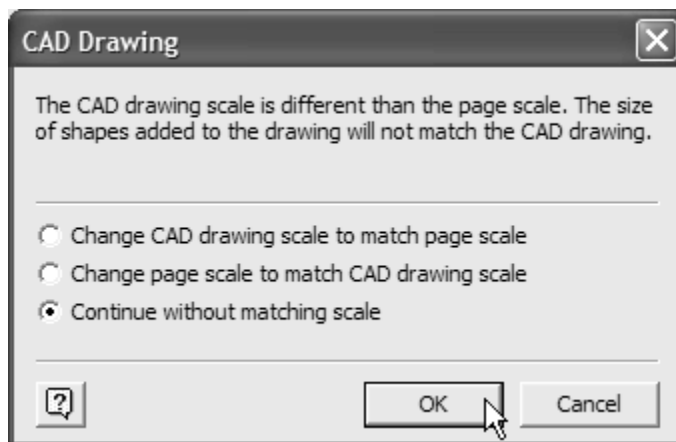 CAD Drawing
The CAD drawing scale is different than the page scale. The size
of shapes added to the drawing will not match the CAD drawing.
Change CAD drawing scale to match page scale
Change page scale to match CAD drawing scale
Continue without matching scale
?
OK
Cancel